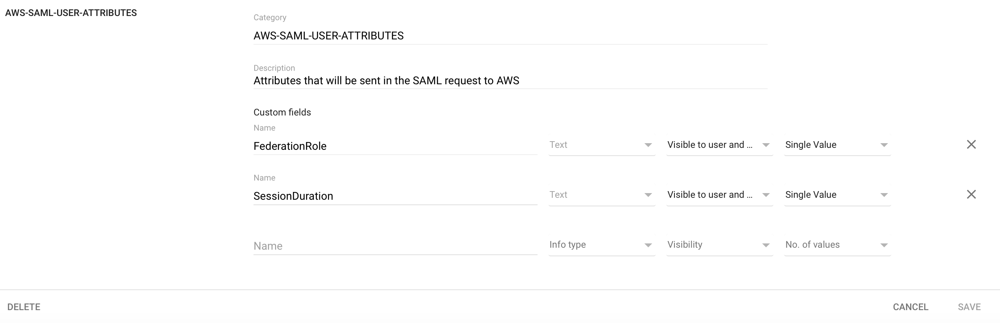 AWS-SAML-USER-ATTRIBUTES
Category
AWS-SAML-USER-ATTRIBUTES
Description
Attributes that will be sent in the SAML request to AWS
Custom fields
Name
FederationRole Text Visible to user and ... Single Value
Name
SessionDuration Text Visible to user and ... Single Value
Name Info type Visibility No. of values
DELETE CANCEL SAVE